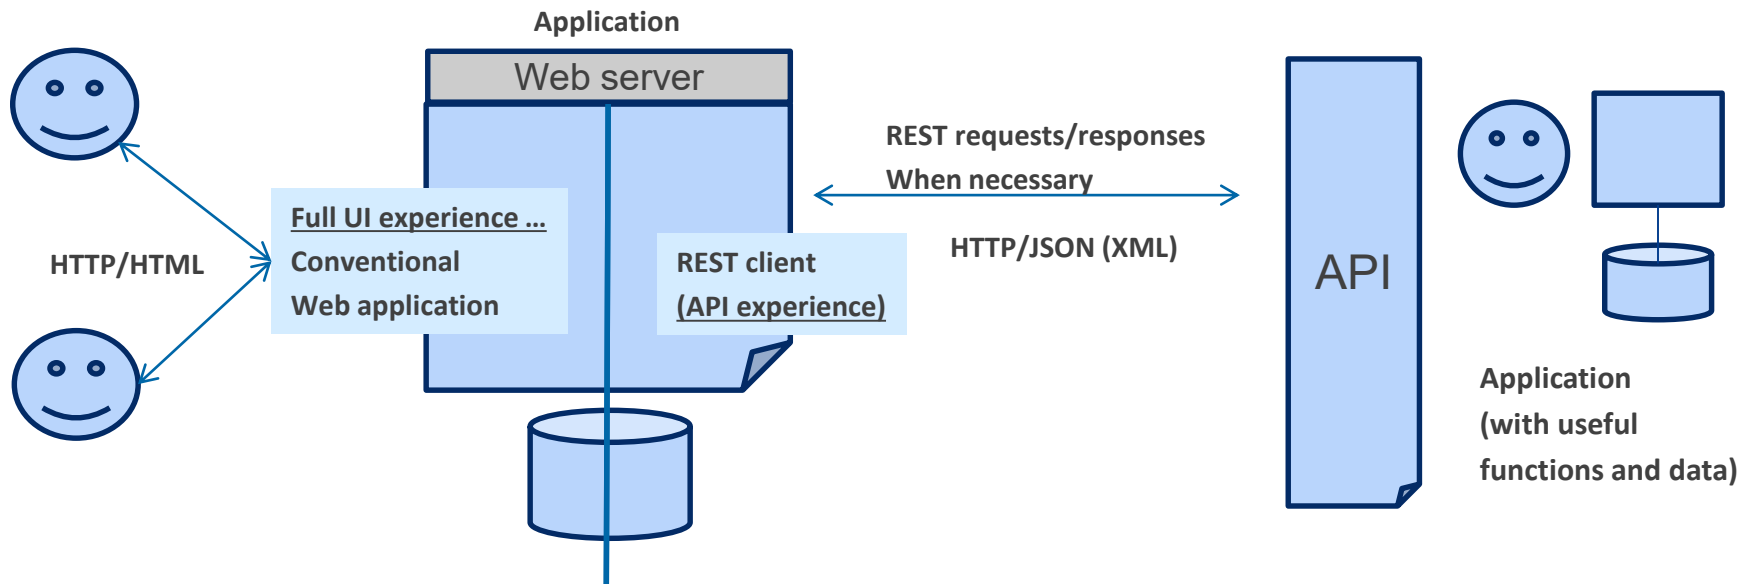 Application
Web server
HTTP/HTML
Full UI experience ...
Conventional
Web application
REST client
(API experience)
REST requests/responses
When necessary
HTTP/JSON (XML)
API
Application
(with useful
functions and data)